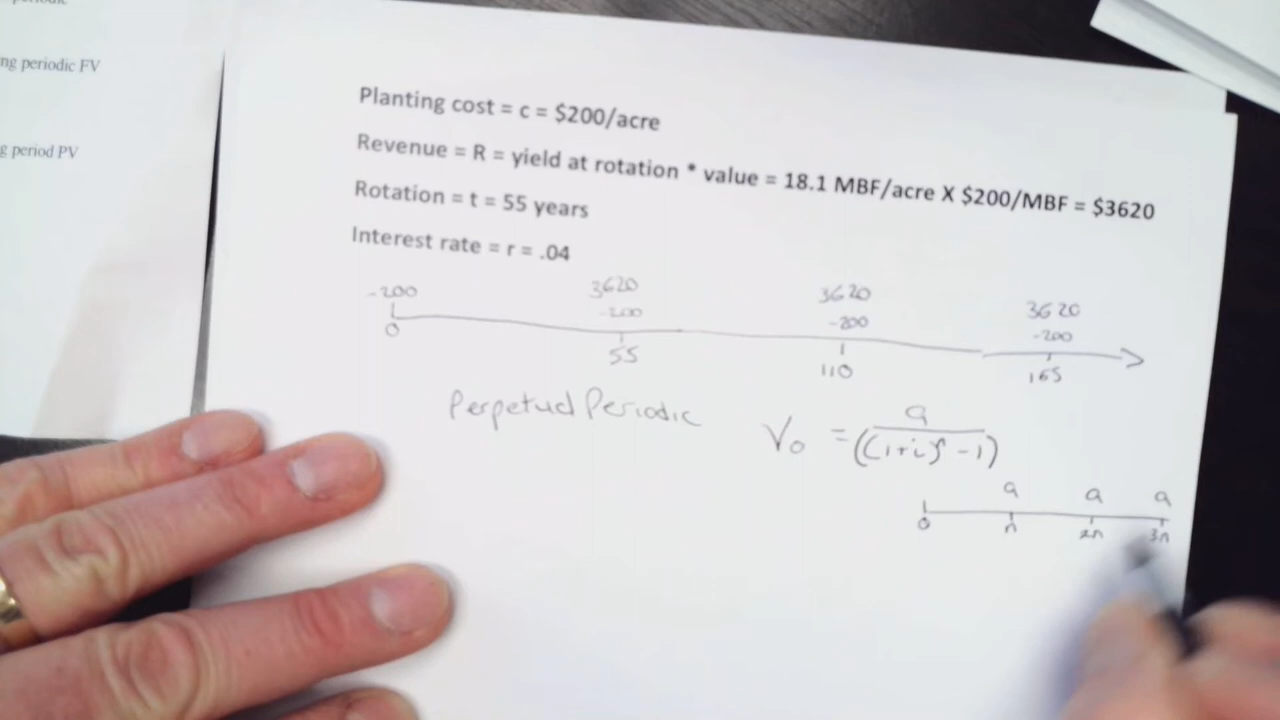 ng periodic FV
g period PV
Planting cost = c = $200/acre
Revenue = R = yield at rotation * value = 18.1 MBF/acre X $200/MBF = $3620
Rotation = t = 55 years
Interest rate = r = .04
-200 3620 3620 3620
-200 -200 -200
0 55 110 165
Perpetual Periodic V₀ = a / ((1+i)ⁿ - 1)
a a a
0 n 2n 3n